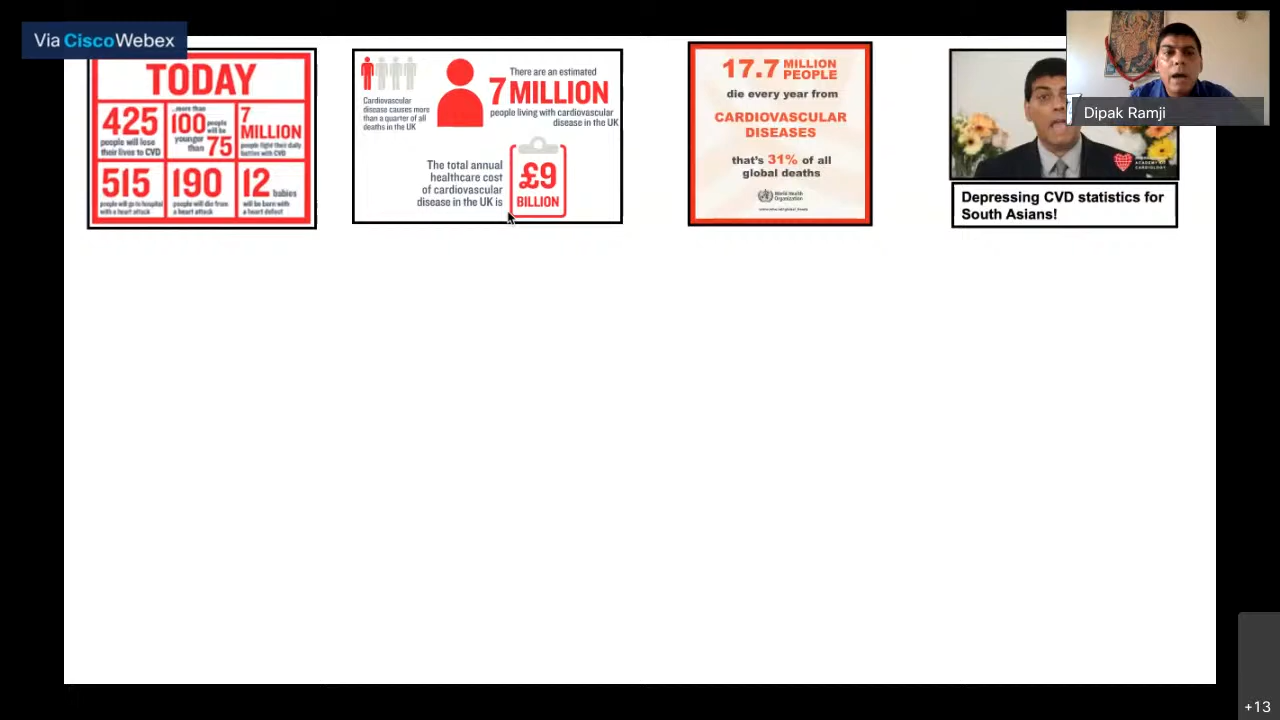 Via CiscoWebex
TODAY
425
people will lose
their lives to CVD
...more than
100 people
will be
younger
than 75
7
MILLION
people fight their daily
battles with CVD
515
people will go to hospital
with a heart attack
190
people will die from
a heart attack
12 babies
will be born with
a heart defect
Cardiovascular
disease causes more
than a quarter of all
deaths in the UK
There are an estimated
7 MILLION
people living with cardiovascular
disease in the UK
The total annual
healthcare cost
of cardiovascular
disease in the UK is
£9
BILLION
17.7 MILLION
PEOPLE
die every year from
CARDIOVASCULAR
DISEASES
that's 31% of all
global deaths
World Health
Organization
ACADEMY OF
CARDIOLOGY
Depressing CVD statistics for
South Asians!
Dipak Ramji
+13